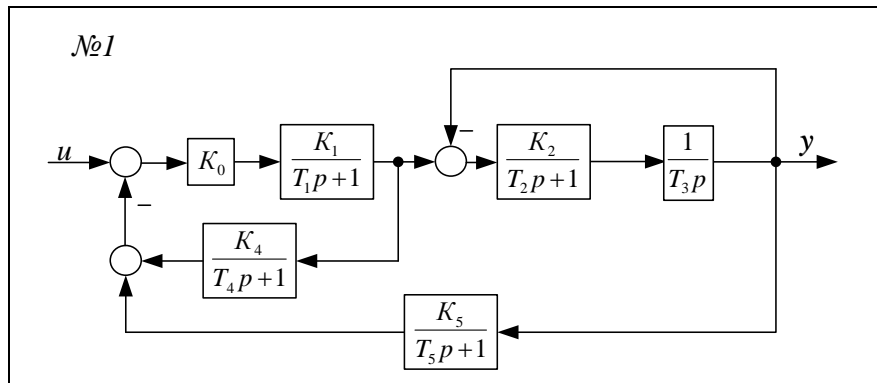 №1
u
K₀
K₁
T₁p+1
−
K₂
T₂p+1
1
T₃p
y
−
K₄
T₄p+1
K₅
T₅p+1